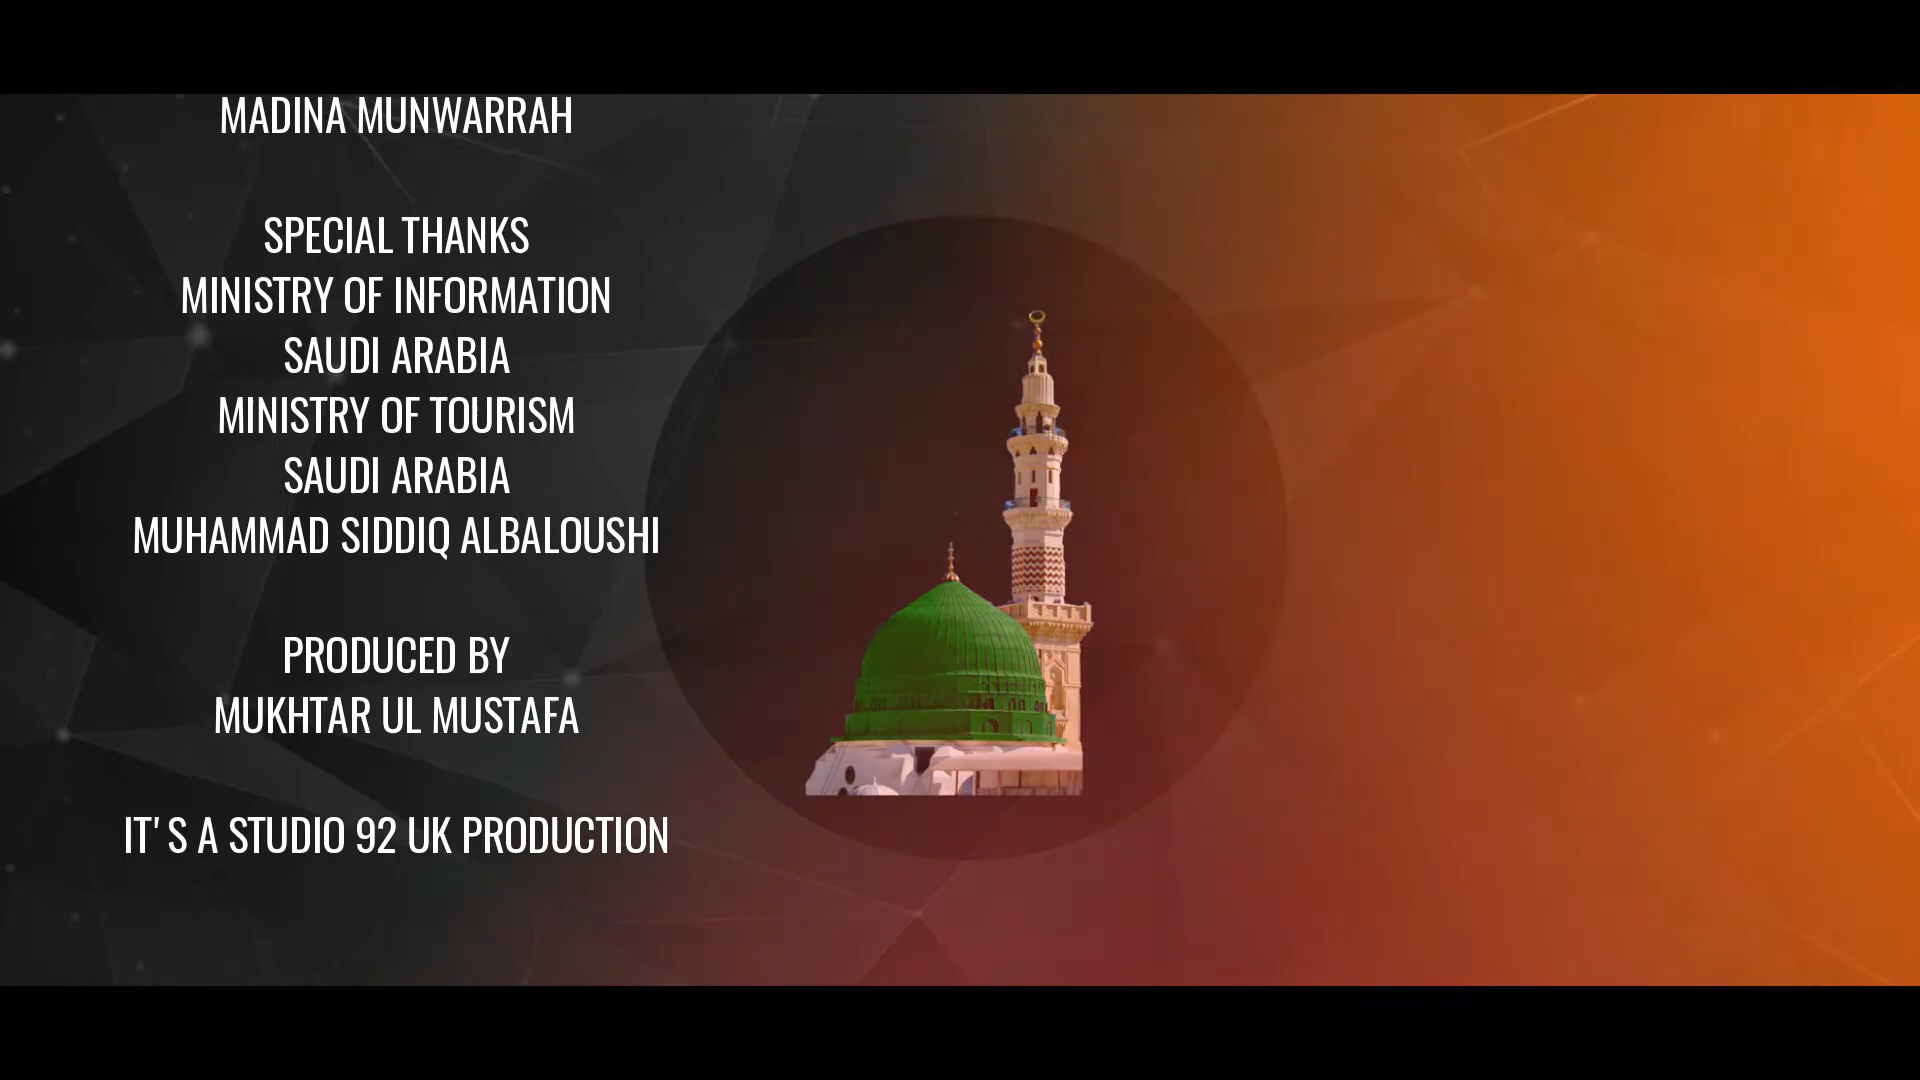 MADINA MUNWARRAH
SPECIAL THANKS
MINISTRY OF INFORMATION
SAUDI ARABIA
MINISTRY OF TOURISM
SAUDI ARABIA
MUHAMMAD SIDDIQ ALBALOUSHI
PRODUCED BY
MUKHTAR UL MUSTAFA
IT'S A STUDIO 92 UK PRODUCTION